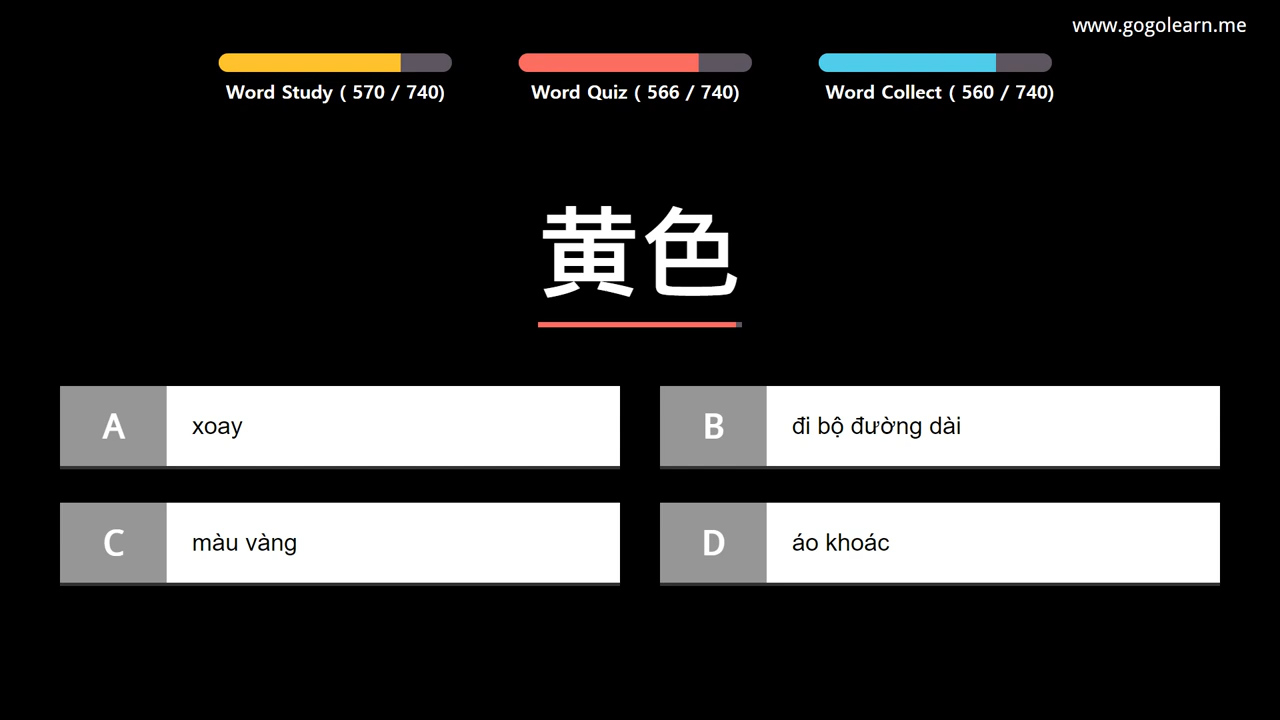 www.gogolearn.me
Word Study ( 570 / 740)
Word Quiz ( 566 / 740)
Word Collect ( 560 / 740)
黄色
A
xoay
B
đi bộ đường dài
C
màu vàng
D
áo khoác